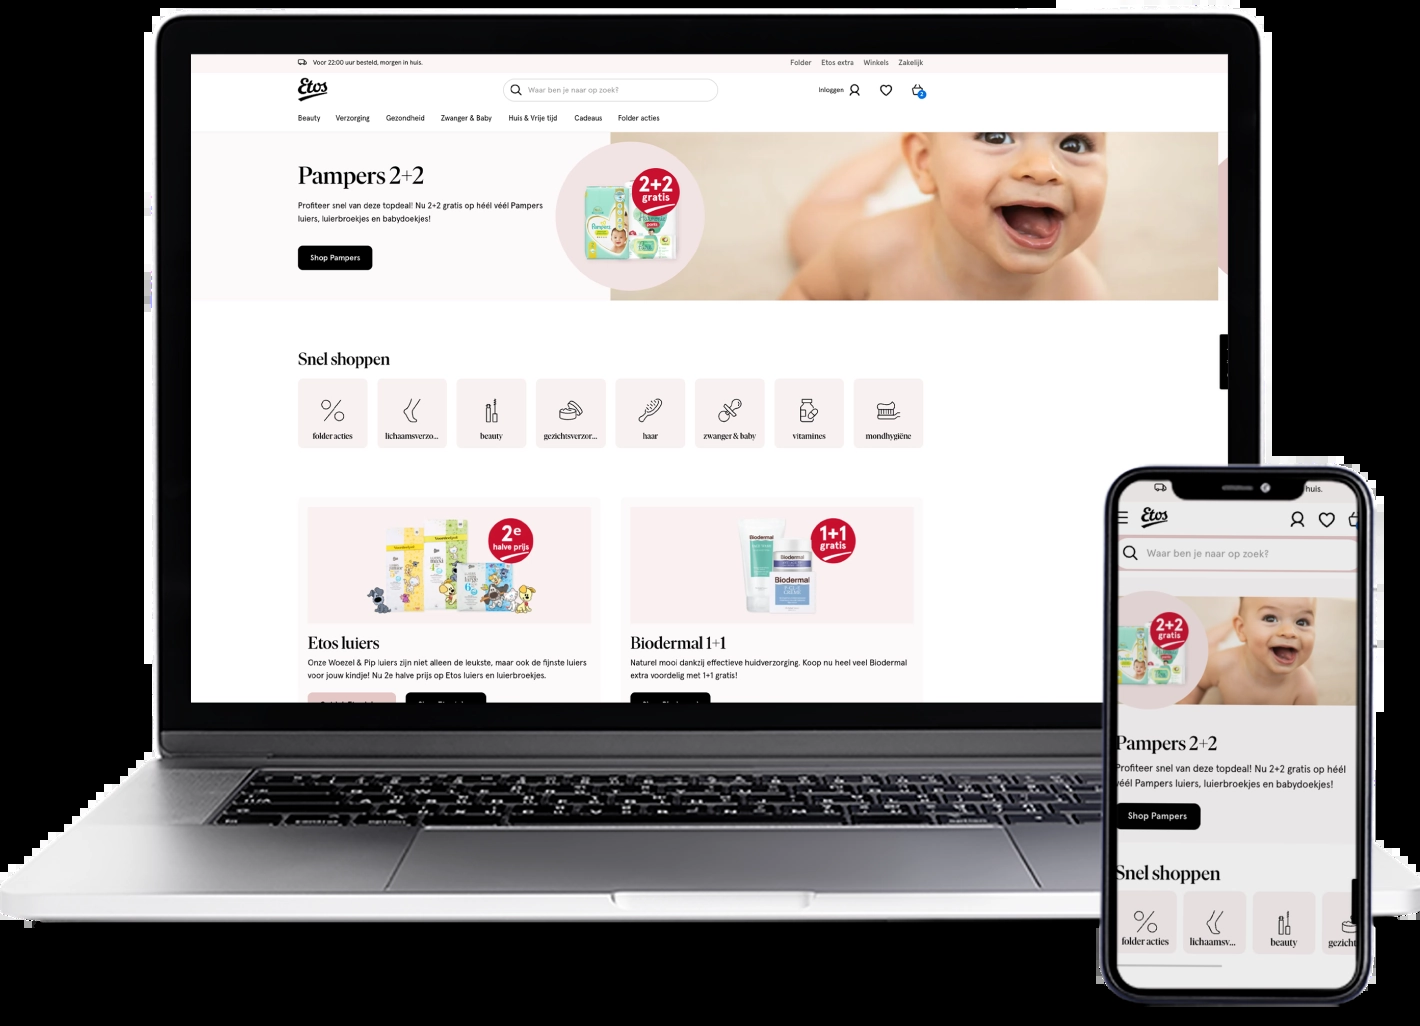 Voor 22:00 uur besteld, morgen in huis.
Folder Etos extra Winkels Zakelijk
Etos
Waar ben je naar op zoek?
Inloggen
2
Beauty Verzorging Gezondheid Zwanger & Baby Huis & Vrije tijd Cadeaus Folder acties
Pampers 2+2
Profiteer snel van deze topdeal! Nu 2+2 gratis op héél véél Pampers
luiers, luierbroekjes en babydoekjes!
Shop Pampers
2+2
gratis
Pampers
Snel shoppen
folder acties lichaamsverzo... beauty gezichtsverzor... haar zwanger & baby vitamines mondhygiëne
2e
halve prijs
Etos luiers
Onze Woezel & Pip luiers zijn niet alleen de leukste, maar ook de fijnste luiers
voor jouw kindje! Nu 2e halve prijs op Etos luiers en luierbroekjes.
1+1
gratis
Biodermal
Biodermal
Biodermal
Biodermal 1+1
Naturel mooi dankzij effectieve huidverzorging. Koop nu heel veel Biodermal
extra voordelig met 1+1 gratis!
huis.
Etos
Waar ben je naar op zoek?
2+2
gratis
Pampers 2+2
Profiteer snel van deze topdeal! Nu 2+2 gratis op héél
véél Pampers luiers, luierbroekjes en babydoekjes!
Shop Pampers
Snel shoppen
folder acties lichaamsv... beauty gezicht